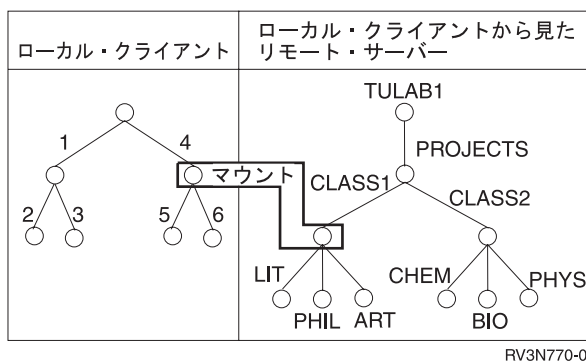 ローカル・クライアント
ローカル・クライアントから見た
リモート・サーバー
TULAB1
1
4
PROJECTS
マウント
CLASS1
CLASS2
2
3
5
6
LIT
PHIL
ART
CHEM
BIO
PHYS
RV3N770-0